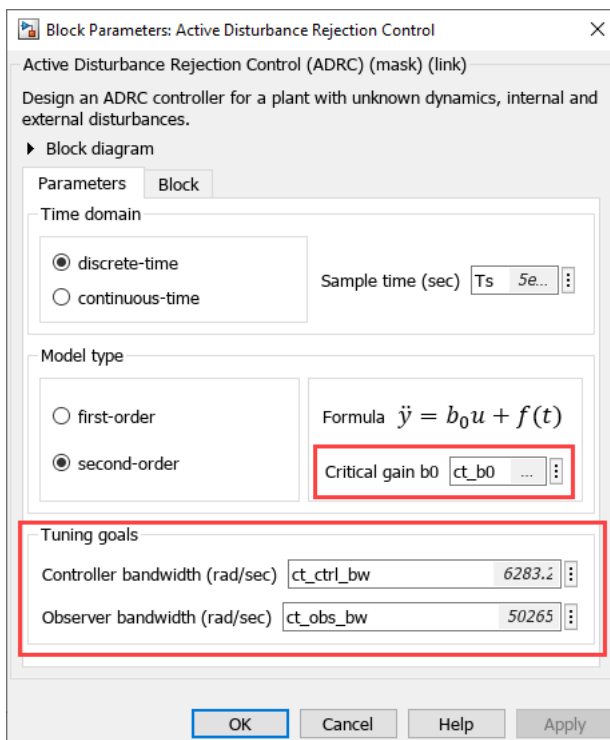 Block Parameters: Active Disturbance Rejection Control
Active Disturbance Rejection Control (ADRC) (mask) (link)
Design an ADRC controller for a plant with unknown dynamics, internal and
external disturbances.
Block diagram
Parameters Block
Time domain
discrete-time
continuous-time
Sample time (sec) Ts 5e...
Model type
first-order
second-order
Formula ÿ = b₀u + f(t)
Critical gain b0 ct_b0 ...
Tuning goals
Controller bandwidth (rad/sec) ct_ctrl_bw 6283.2
Observer bandwidth (rad/sec) ct_obs_bw 50265
OK Cancel Help Apply